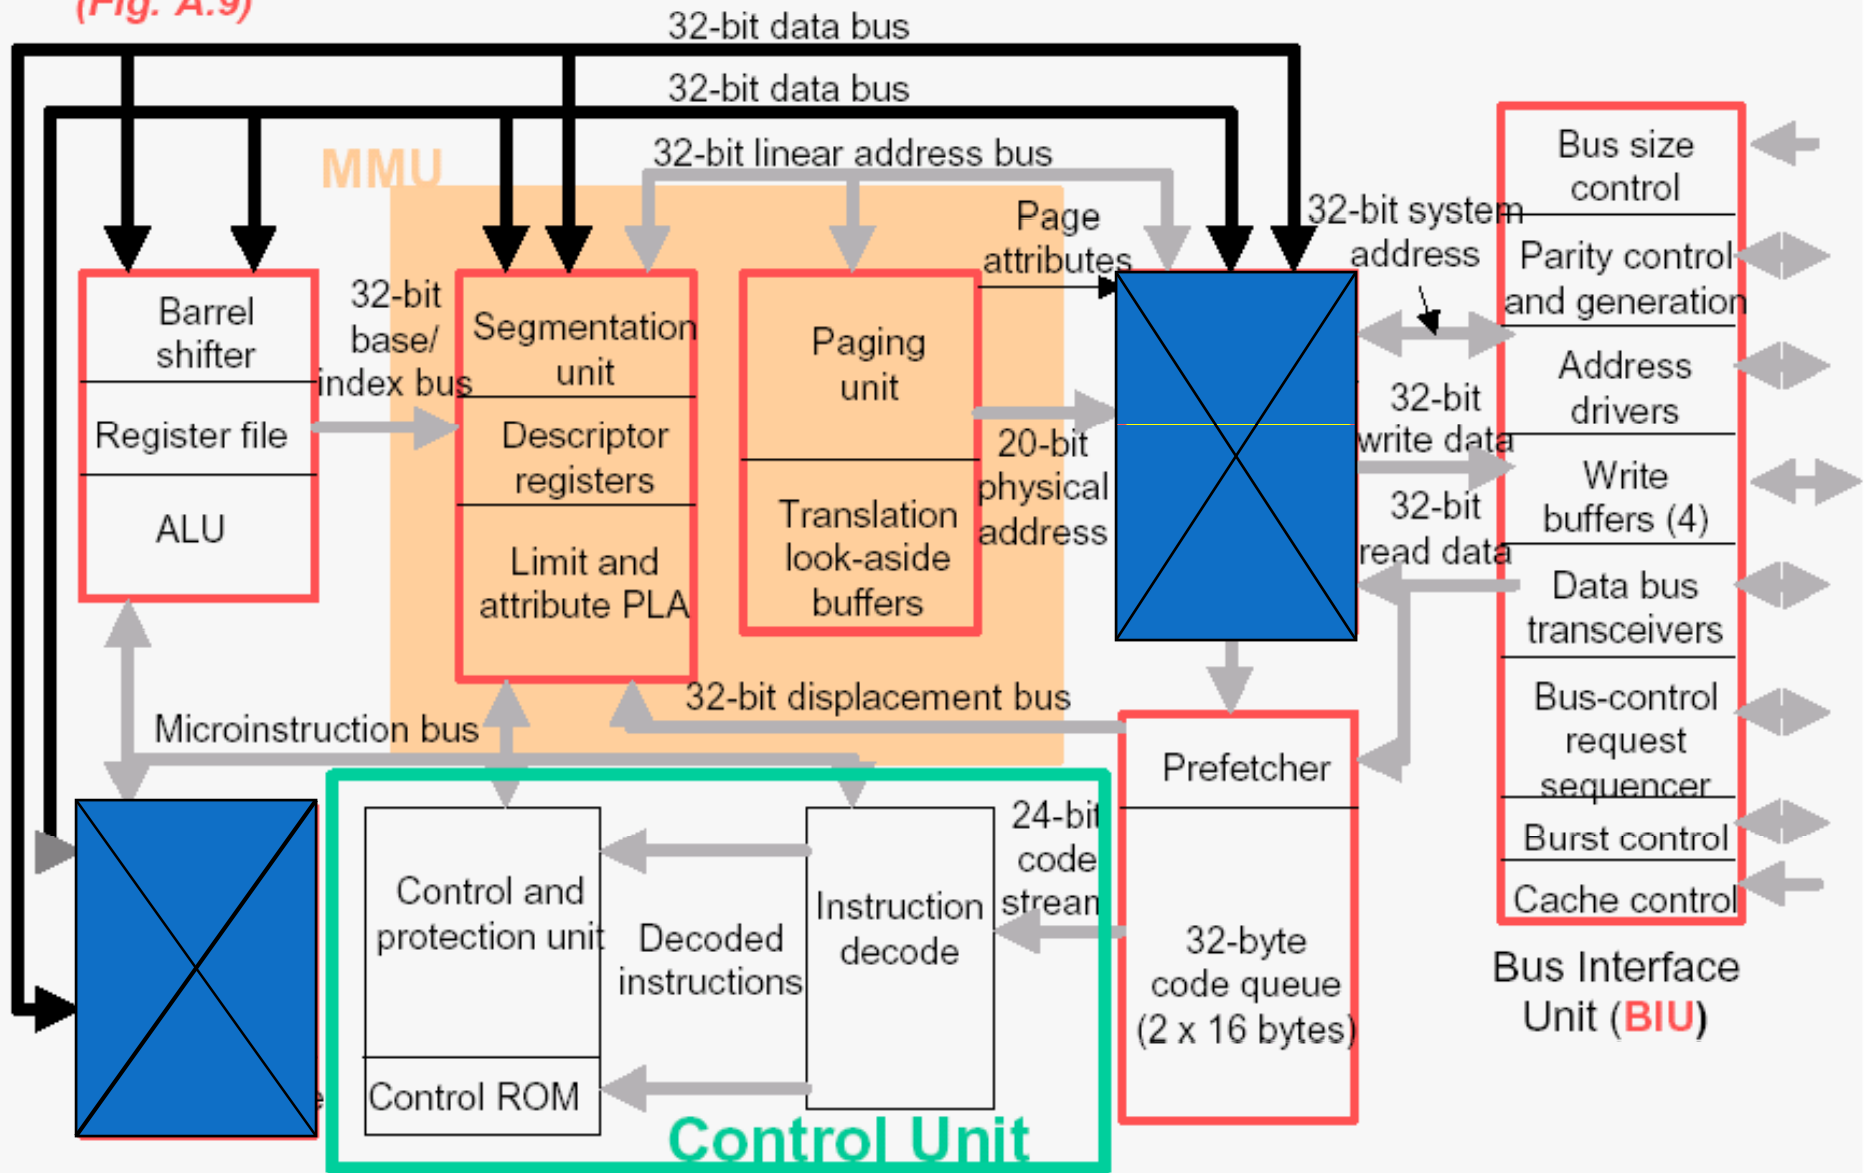 (Fig. A.9)
32-bit data bus
32-bit data bus
MMU
32-bit linear address bus
Page
attributes
32-bit system
address
Bus size
control
Parity control
and generation
Address
drivers
Write
buffers (4)
Data bus
transceivers
Bus-control
request
sequencer
Burst control
Cache control
Bus Interface
Unit (BIU)
Barrel
shifter
Register file
ALU
32-bit
base/
index bus
Segmentation
unit
Descriptor
registers
Limit and
attribute PLA
Paging
unit
Translation
look-aside
buffers
20-bit
physical
address
32-bit
write data
32-bit
read data
32-bit displacement bus
Microinstruction bus
Prefetcher
32-byte
code queue
(2 x 16 bytes)
24-bit
code
stream
Control and
protection unit
Control ROM
Decoded
instructions
Instruction
decode
Control Unit